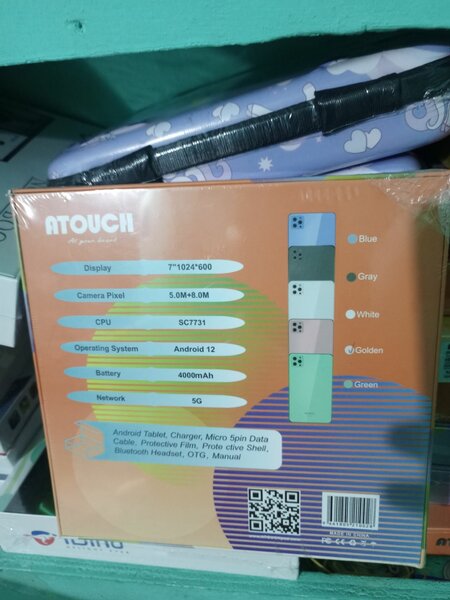 ATOUCH
At your heart
Display 7"1024*600
Camera Pixel 5.0M+8.0M
CPU SC7731
Operating System Android 12
Battery 4000mAh
Network 5G
Blue
Gray
White
Golden
Green
Android Tablet, Charger, Micro 5pin Data
Cable, Protective Film, Prote ctive Shell,
Bluetooth Headset, OTG, Manual
MADE IN CHINA